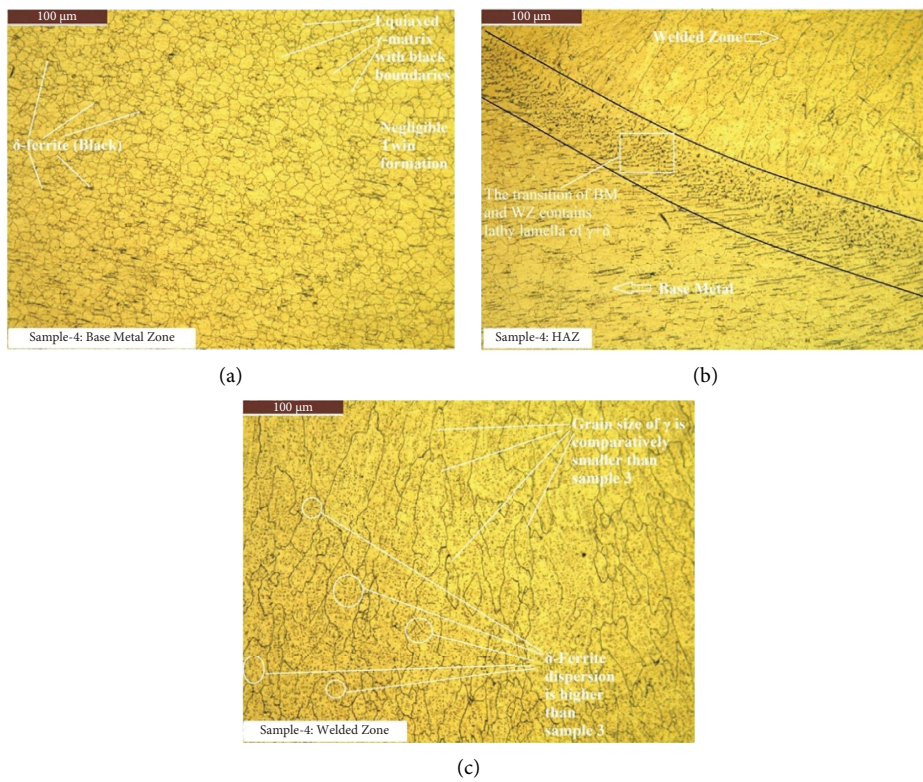 100 µm
Equiaxed
γ-matrix
with black
boundaries
δ-ferrite (Black)
Negligible
Twin
formation
Sample-4: Base Metal Zone
(a)
100 µm
Welded Zone
The transition of BM
and WZ contains
lathy lamella of γ+δ
Base Metal
Sample-4: HAZ
(b)
100 µm
Grain size of γ is
comparatively
smaller than
sample 3
δ-Ferrite
dispersion
is higher
than
sample 3
Sample-4: Welded Zone
(c)